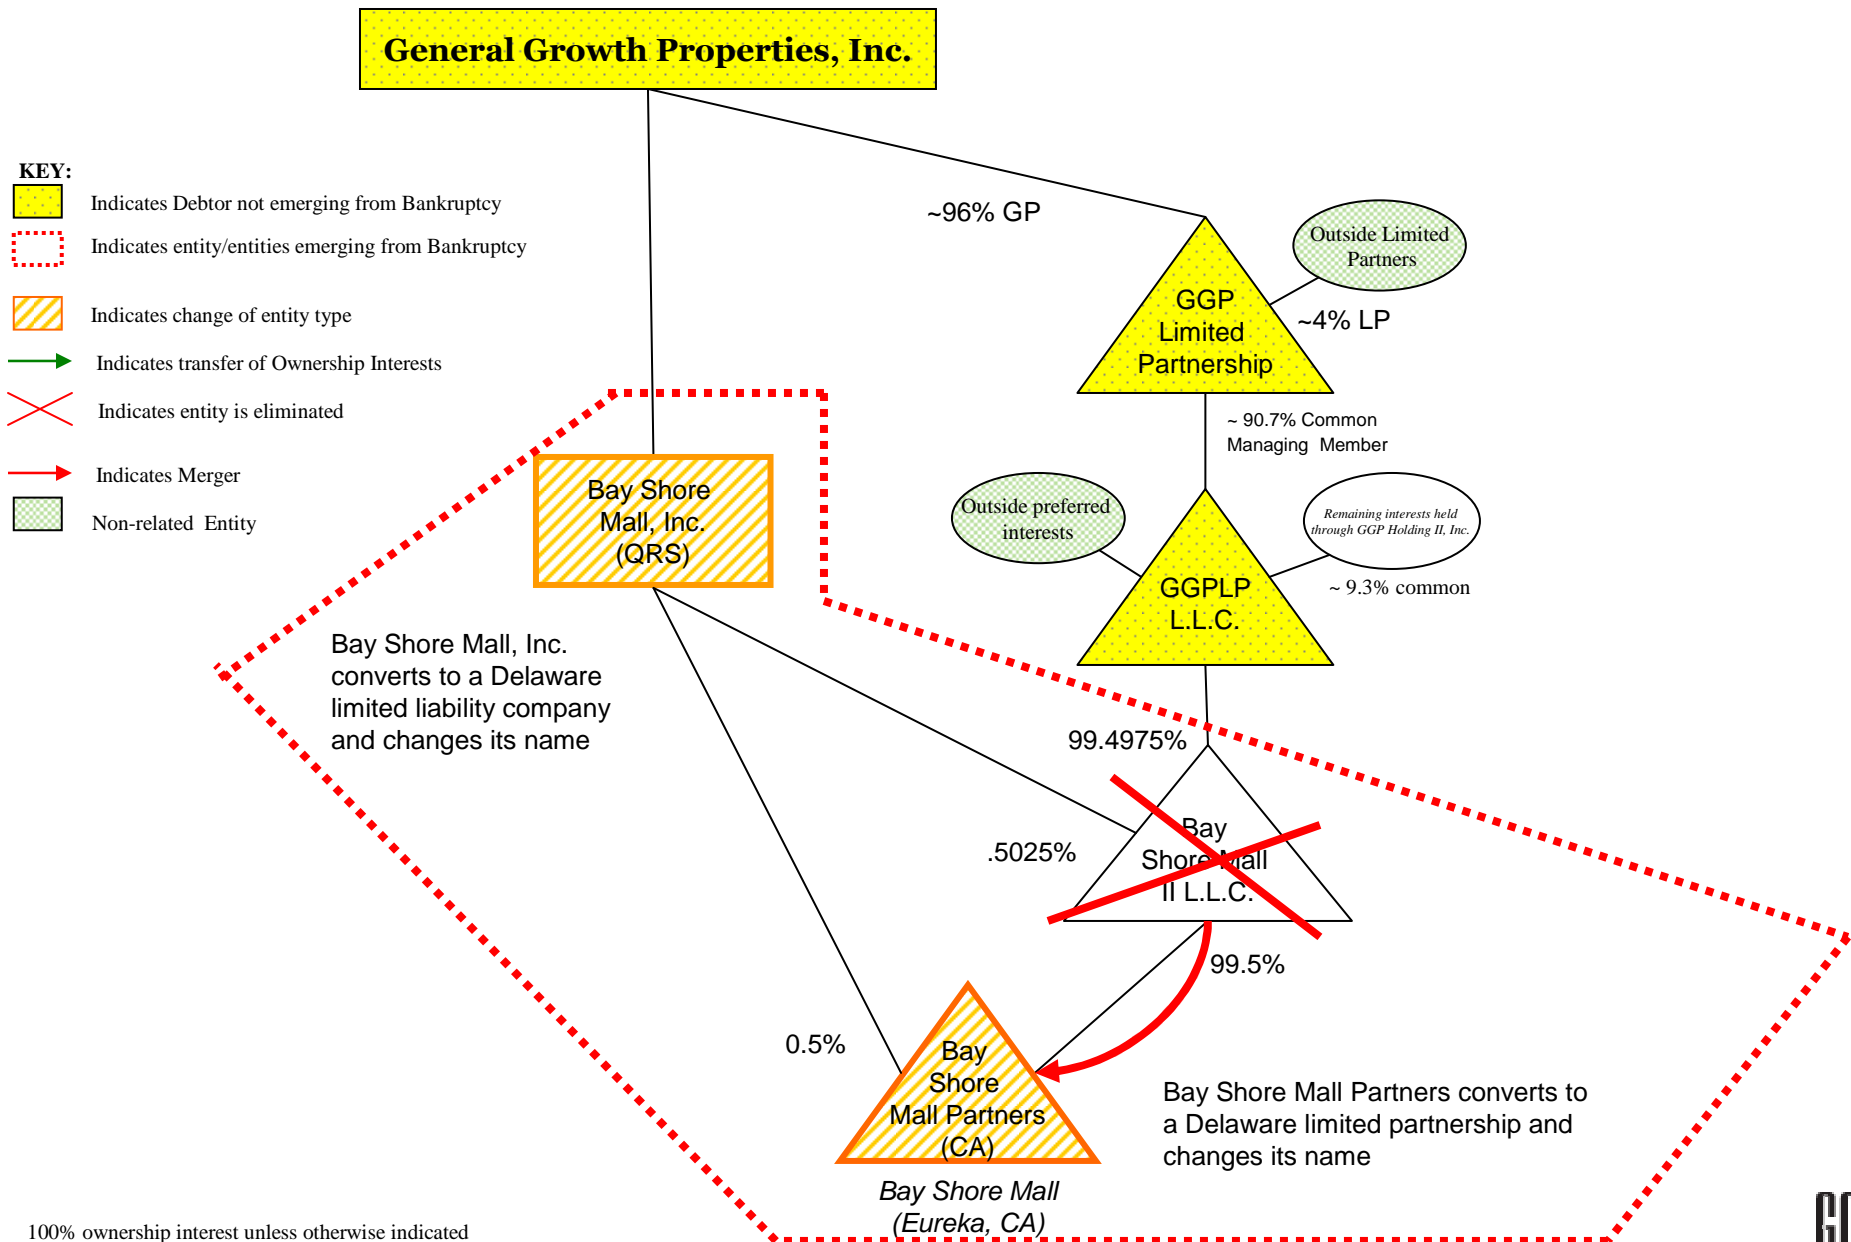 General Growth Properties, Inc.
KEY:
Indicates Debtor not emerging from Bankruptcy
Indicates entity/entities emerging from Bankruptcy
Indicates change of entity type
Indicates transfer of Ownership Interests
Indicates entity is eliminated
Indicates Merger
Non-related Entity
~96% GP
Outside Limited
Partners
GGP
Limited
Partnership
~4% LP
~ 90.7% Common
Managing Member
Bay Shore
Mall, Inc.
(QRS)
Outside preferred
interests
Remaining interests held
through GGP Holding II, Inc.
GGPLP
L.L.C.
~ 9.3% common
Bay Shore Mall, Inc.
converts to a Delaware
limited liability company
and changes its name
99.4975%
.5025%
Bay
Shore Mall
II L.L.C.
99.5%
0.5%
Bay
Shore
Mall Partners
(CA)
Bay Shore Mall Partners converts to
a Delaware limited partnership and
changes its name
Bay Shore Mall
(Eureka, CA)
100% ownership interest unless otherwise indicated